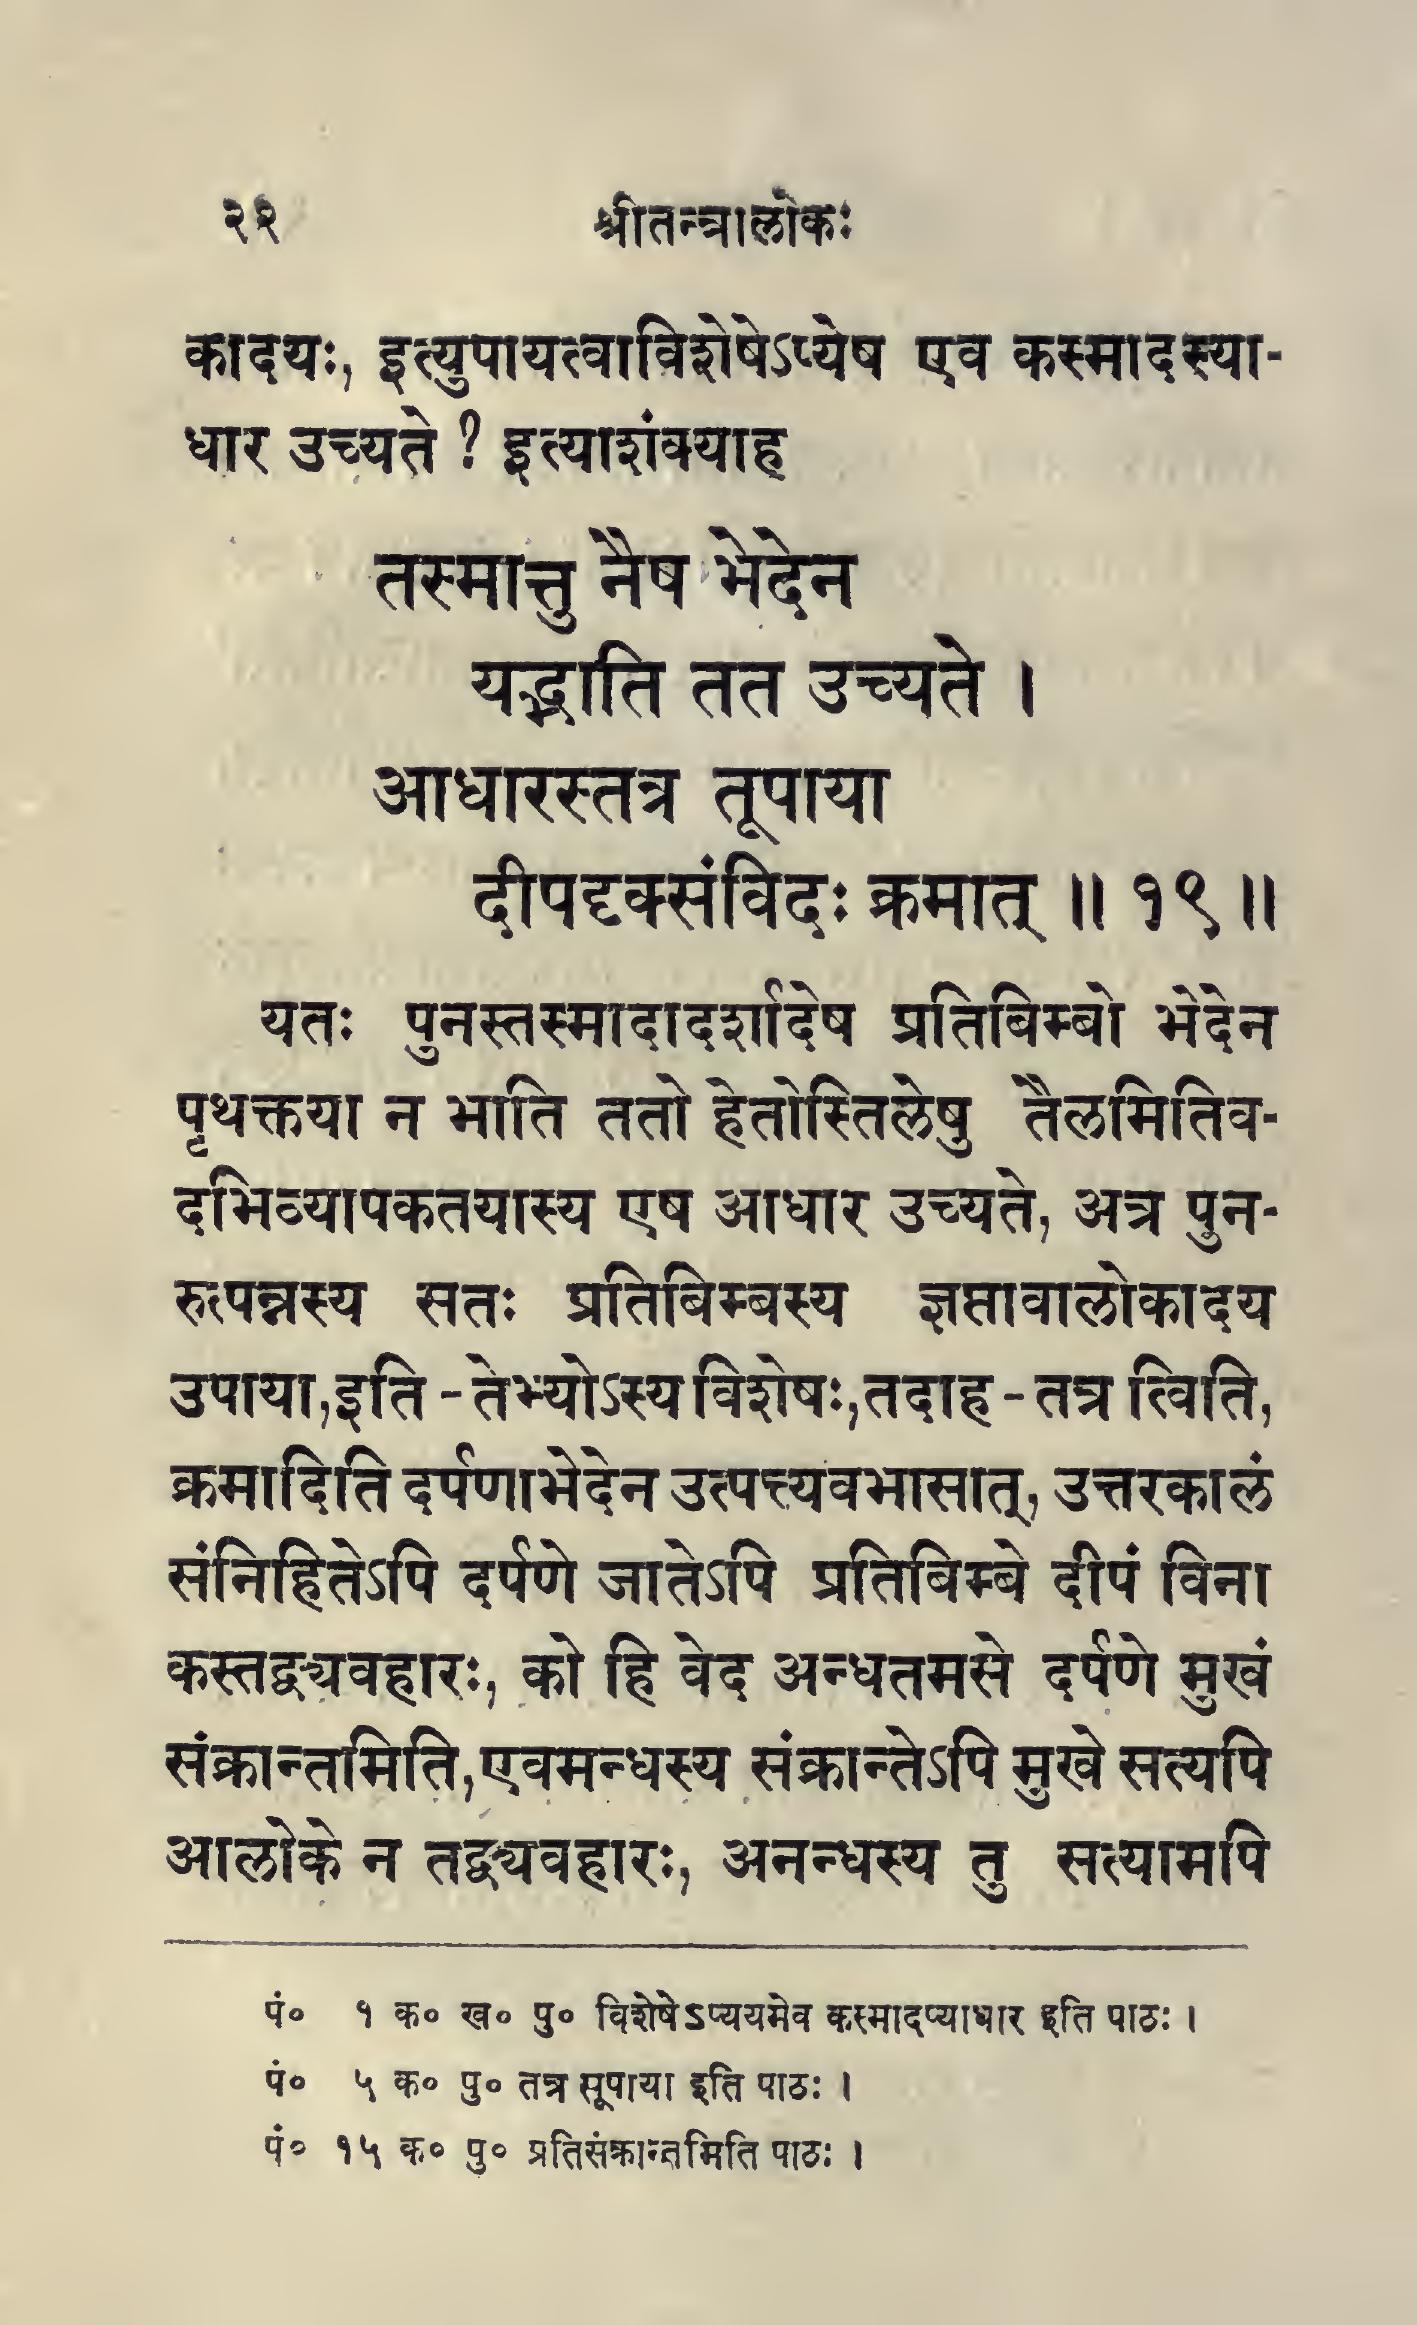 २२ श्रीतन्त्रालोकः
कादयः, इत्युपायत्वाविशेषेऽप्येष एव कस्मादस्या-
धार उच्यते ? इत्याशंक्याह
तस्मात्तु नैष भेदेन
यद्भाति तत उच्यते ।
आधारस्तत्र तूपाया
दीपदृक्संविदः क्रमात् ॥ १९ ॥
यतः पुनस्तस्मादादर्शादेष प्रतिबिम्बो भेदेन
पृथक्तया न भाति ततो हेतोस्तिलेषु तैलमितिव-
दभिव्यापकतयास्य एष आधार उच्यते, अत्र पुन-
रुत्पन्नस्य सतः प्रतिबिम्बस्य ज्ञप्तावालोकादय
उपाया, इति - तेभ्योऽस्य विशेषः, तदाह - तत्र त्विति,
क्रमादिति दर्पणाभेदेन उत्पत्त्यवभासात्, उत्तरकालं
संनिहितेऽपि दर्पणे जातेऽपि प्रतिबिम्बे दीपं विना
कस्तद्व्यवहारः, को हि वेद अन्धतमसे दर्पणे मुखं
संक्रान्तमिति, एवमन्धस्य संक्रान्तेऽपि मुखे सत्यपि
आलोके न तद्व्यवहारः, अनन्धस्य तु सत्यामपि
पं० १ क० ख० पु० विशेषेऽप्ययमेव कस्मादप्याधार इति पाठः ।
पं० ५ क० पु० तत्र सूपाया इति पाठः ।
पं० १५ क० पु० प्रतिसंक्रान्तमिति पाठः ।